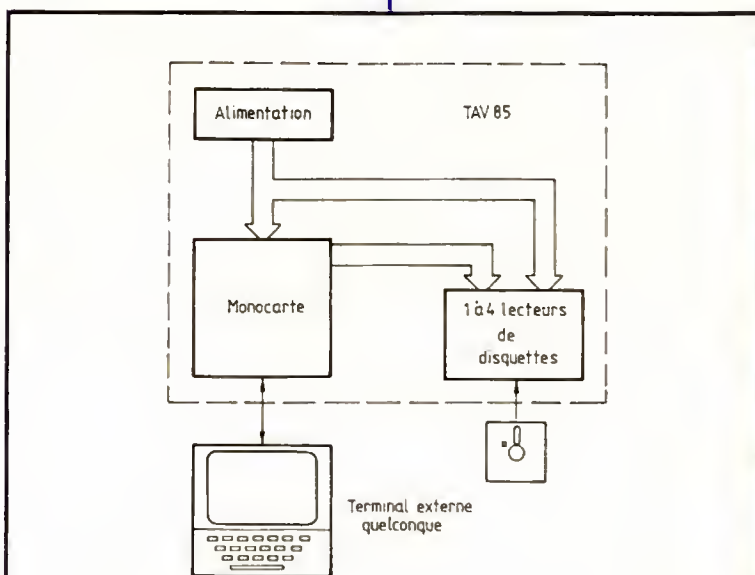 Alimentation
TAV 85
Monocarte
1 à 4 lecteurs
de
disquettes
Terminal externe
quelconque